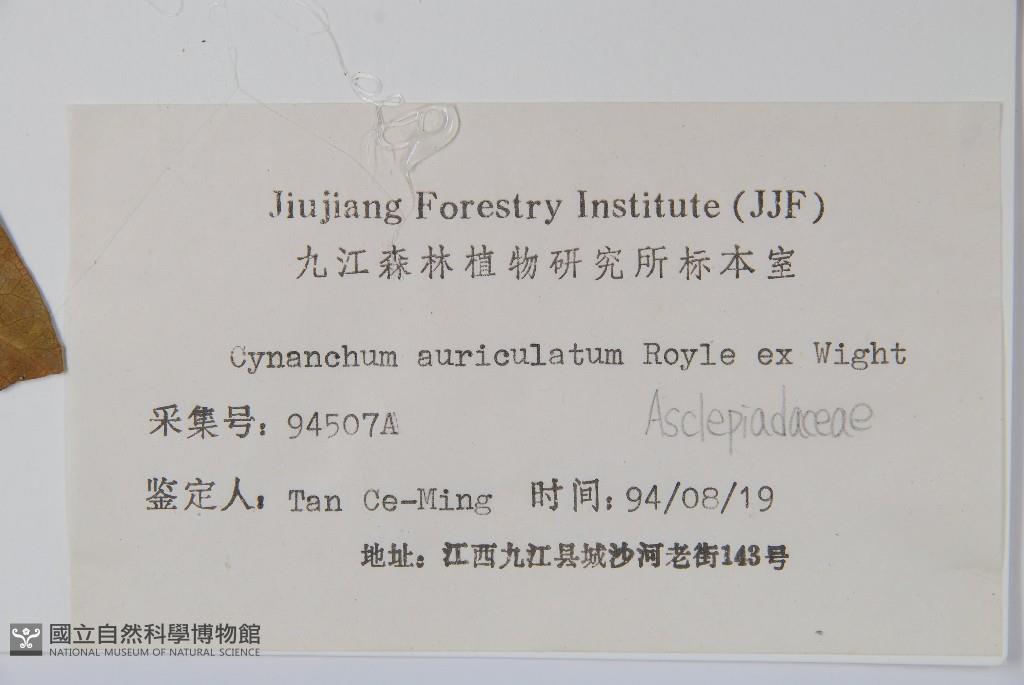 Jiujiang Forestry Institute (JJF)
九江森林植物研究所标本室
Cynanchum auriculatum Royle ex Wight
采集号: 94507A
Asclepiadaceae
鉴定人: Tan Ce-Ming 时间: 94/08/19
地址: 江西九江县城沙河老街143号
國立自然科學博物館
NATIONAL MUSEUM OF NATURAL SCIENCE